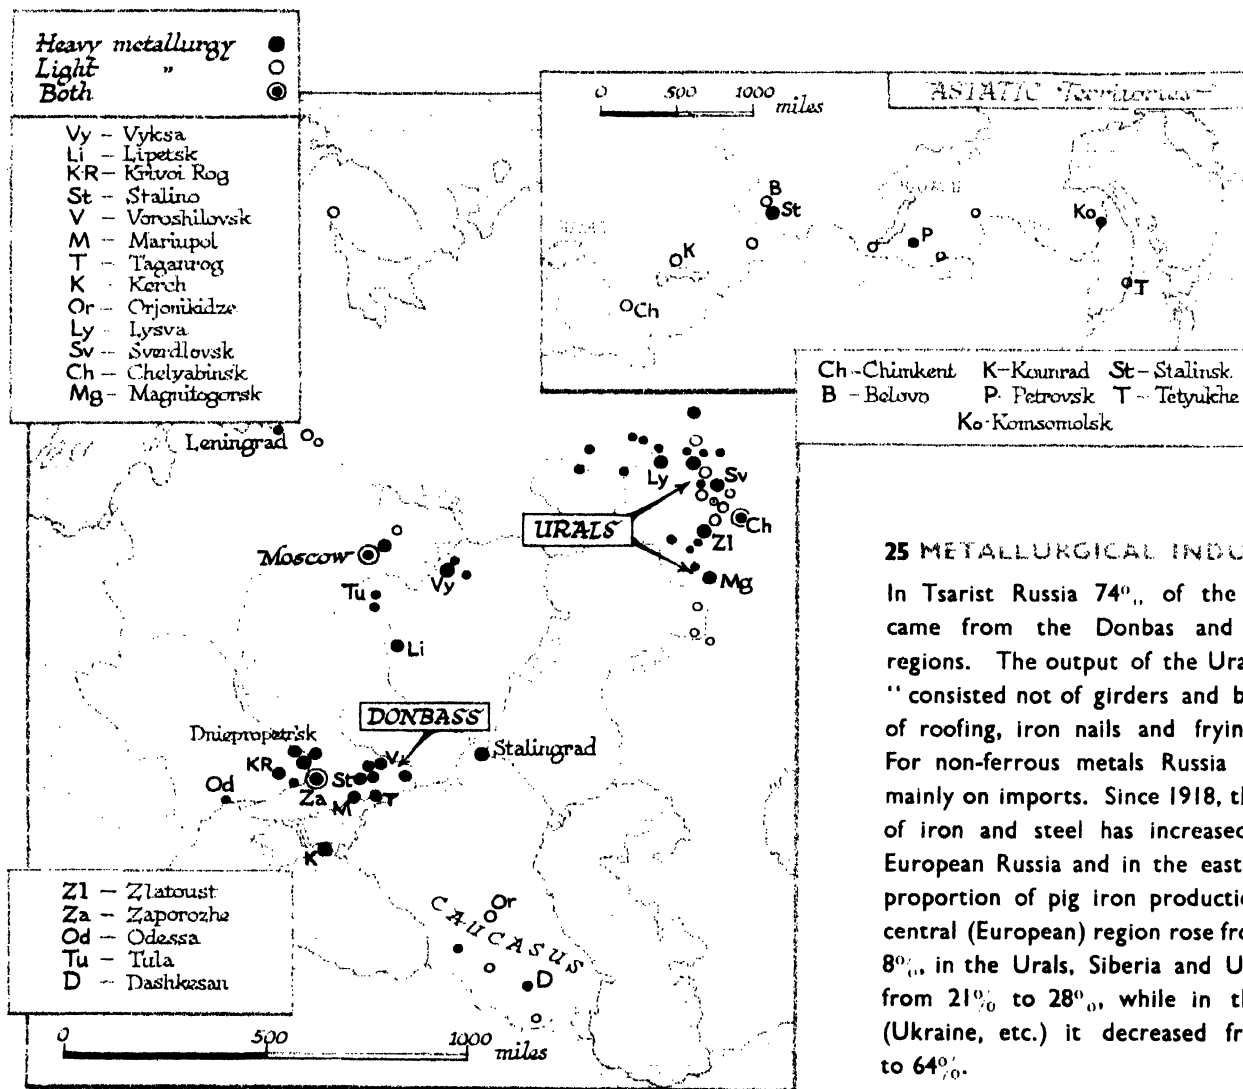 Heavy metallurgy
Light "
Both
Vy – Vyksa
Li – Lipetsk
K·R – Krivoi Rog
St – Stalino
V – Voroshilovsk
M – Mariupol
T – Taganrog
K · Kerch
Or – Orjonikidze
Ly – Lysva
Sv – Sverdlovsk
Ch – Chelyabinsk
Mg – Magnitogorsk
0 500 1000 miles
ASIATIC Territories
B
St
K
Ch
P
Ko
T
Ch – Chimkent K – Kounrad St – Stalinsk
B – Belovo P · Petrovsk T – Tetyukhe
Ko · Komsomolsk
Leningrad
Ly
Sv
URALS
Ch
Zl
Mg
Moscow
Vy
Tu
Li
DONBASS
Dniepropetr'sk
Stalingrad
KR
V
St
Od
Za
M
T
K
CAUCASUS
Or
D
Zl – Zlatoust
Za – Zaporozhe
Od – Odessa
Tu – Tula
D – Dashkesan
0 500 1000 miles
25 METALLURGICAL INDU
In Tsarist Russia 74% of the
came from the Donbas and
regions. The output of the Ura
" consisted not of girders and b
of roofing, iron nails and fryin
For non-ferrous metals Russia
mainly on imports. Since 1918, th
of iron and steel has increased
European Russia and in the east
proportion of pig iron productio
central (European) region rose fro
8%, in the Urals, Siberia and U
from 21% to 28%, while in th
(Ukraine, etc.) it decreased fr
to 64%.